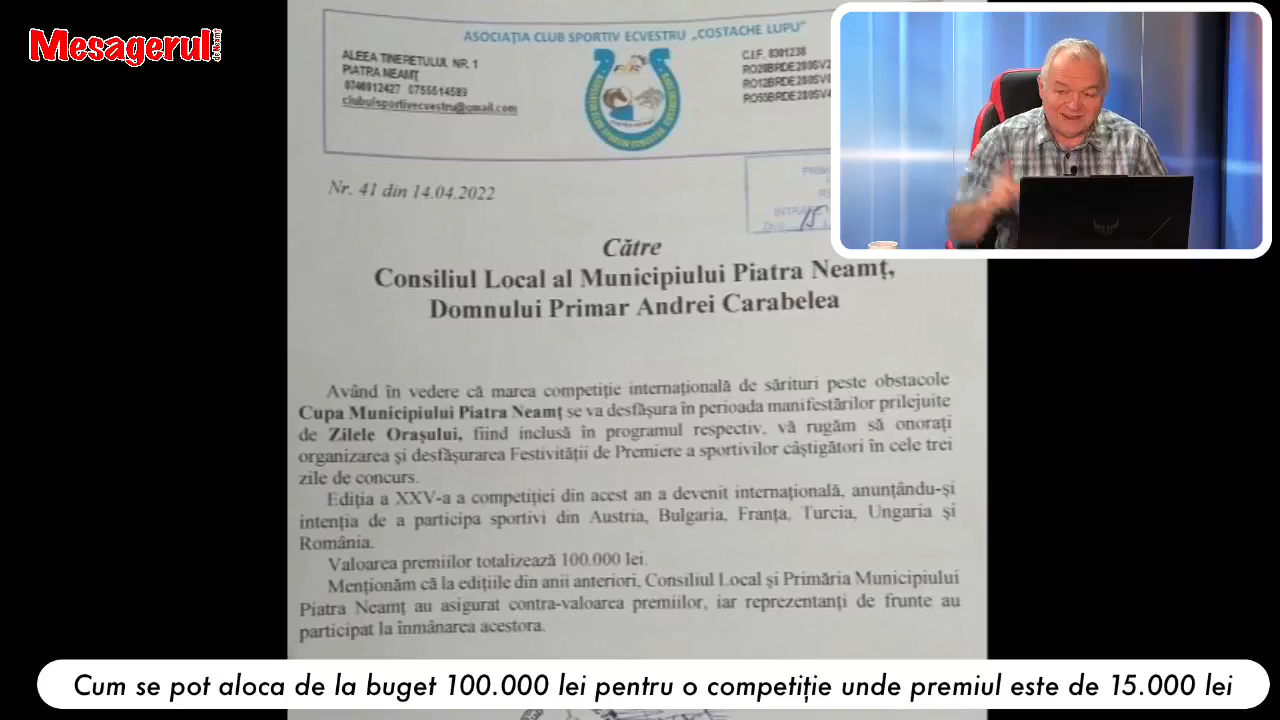 Mesagerul
ASOCIAȚIA CLUB SPORTIV ECVESTRU „COSTACHE LUPU”
ALEEA TINERETULUI, NR. 1
PIATRA NEAMȚ
0746912427 0755514583
clubulsportivecvestru@gmail.com
C.I.F. 8301238
Nr. 41 din 14.04.2022
Către
Consiliul Local al Municipiului Piatra Neamț,
Domnului Primar Andrei Carabelea
Având în vedere că marea competiție internațională de sărituri peste obstacole
Cupa Municipiului Piatra Neamț se va desfășura în perioada manifestărilor prilejuite
de Zilele Orașului, fiind inclusă în programul respectiv, vă rugăm să onorați
organizarea și desfășurarea Festivității de Premiere a sportivilor câștigători în cele trei
zile de concurs.
Ediția a XXV-a a competiției din acest an a devenit internațională, anunțându-și
intenția de a participa sportivi din Austria, Bulgaria, Franța, Turcia, Ungaria și
România.
Valoarea premiilor totalizează 100.000 lei.
Menționăm că la edițiile din anii anteriori, Consiliul Local și Primăria Municipiului
Piatra Neamț au asigurat contra-valoarea premiilor, iar reprezentanți de frunte au
participat la înmânarea acestora.
Cum se pot aloca de la buget 100.000 lei pentru o competiție unde premiul este de 15.000 lei